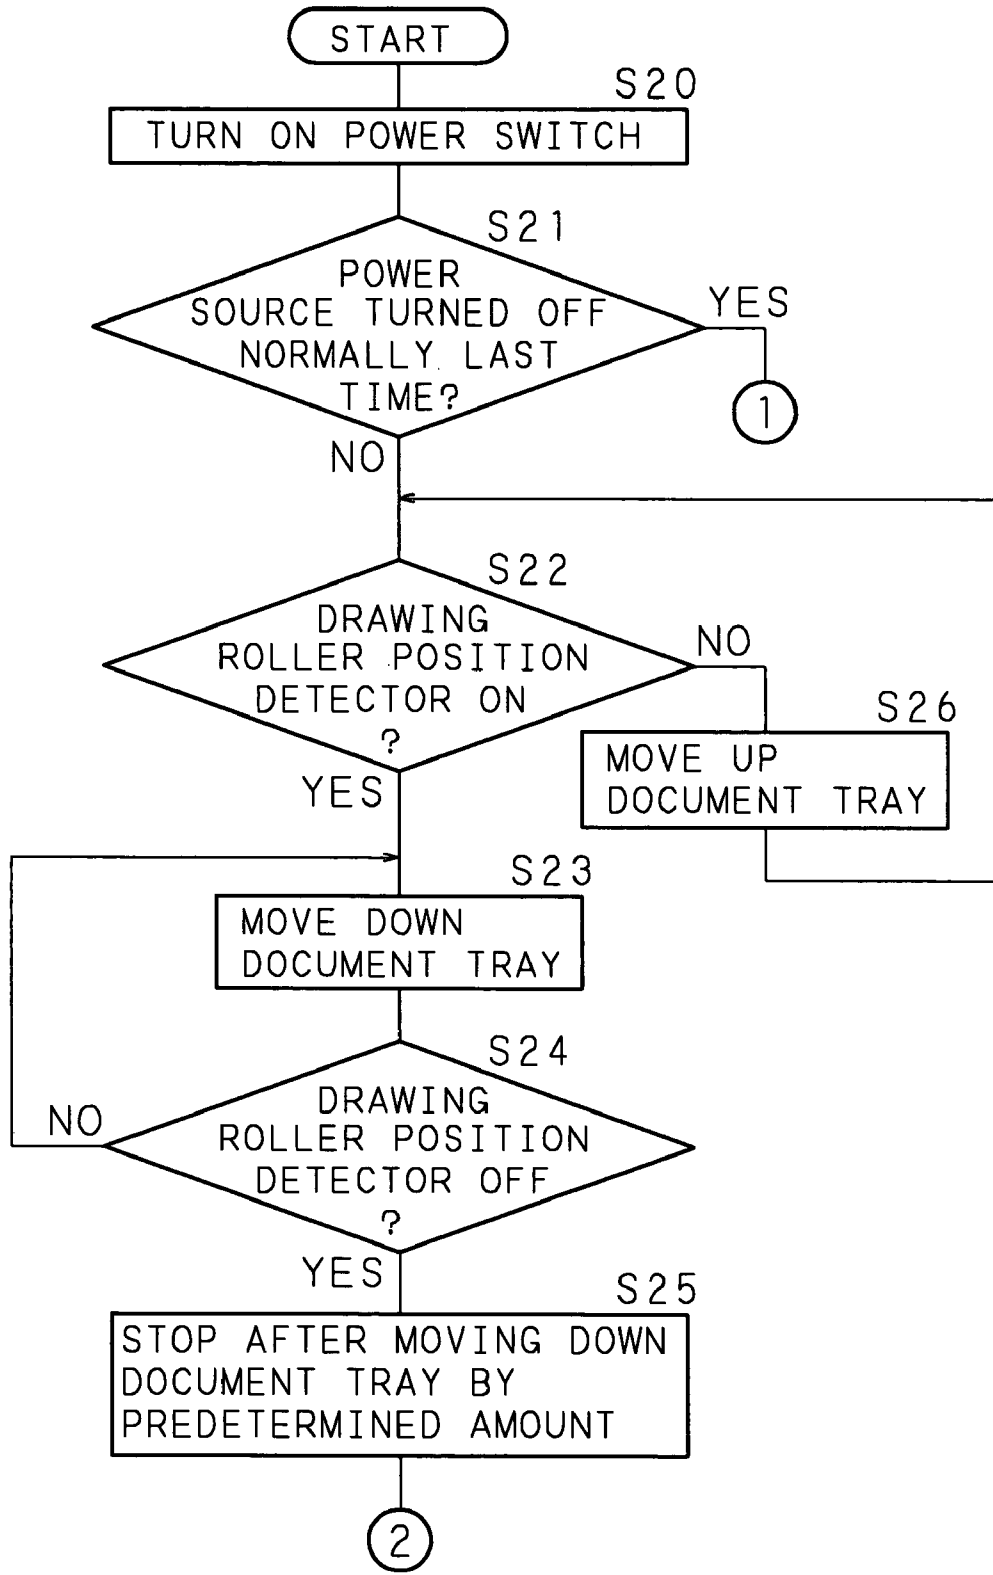 START
S20
TURN ON POWER SWITCH
S21
POWER
SOURCE TURNED OFF
NORMALLY LAST
TIME?
YES
1
NO
S22
DRAWING
ROLLER POSITION
DETECTOR ON
?
NO
S26
MOVE UP
DOCUMENT TRAY
YES
S23
MOVE DOWN
DOCUMENT TRAY
S24
DRAWING
ROLLER POSITION
DETECTOR OFF
?
NO
YES
S25
STOP AFTER MOVING DOWN
DOCUMENT TRAY BY
PREDETERMINED AMOUNT
2